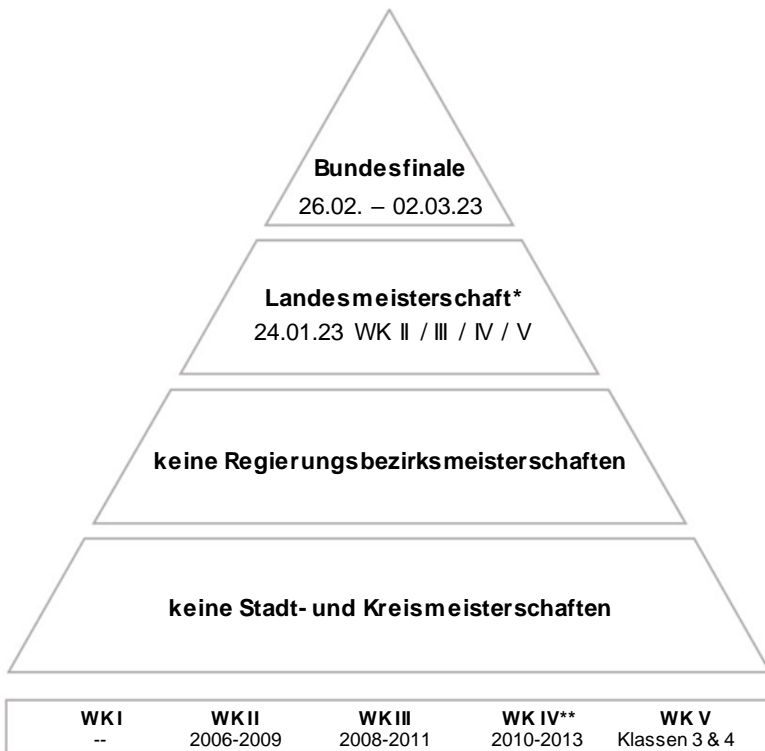 Bundesfinale
26.02. – 02.03.23
Landesmeisterschaft*
24.01.23 WK II / III / IV / V
keine Regierungsbezirksmeisterschaften
keine Stadt- und Kreismeisterschaften
WK I WK II WK III WK IV** WK V
-- 2006-2009 2008-2011 2010-2013 Klassen 3 & 4